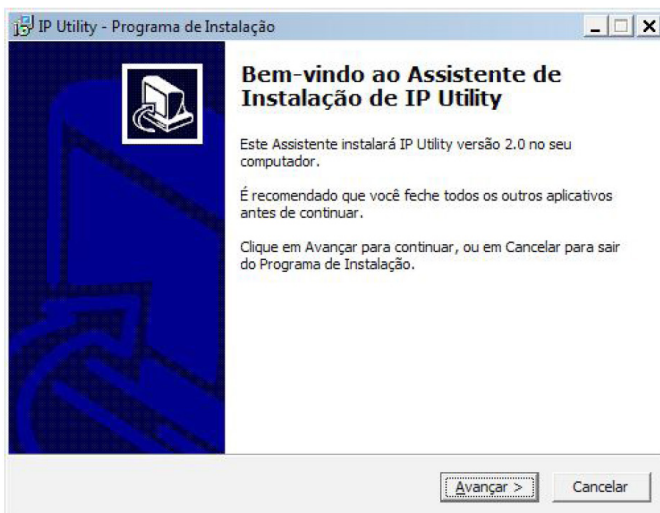 IP Utility - Programa de Instalação
Bem-vindo ao Assistente de
Instalação de IP Utility
Este Assistente instalará IP Utility versão 2.0 no seu
computador.
É recomendado que você feche todos os outros aplicativos
antes de continuar.
Clique em Avançar para continuar, ou em Cancelar para sair
do Programa de Instalação.
Avançar >
Cancelar